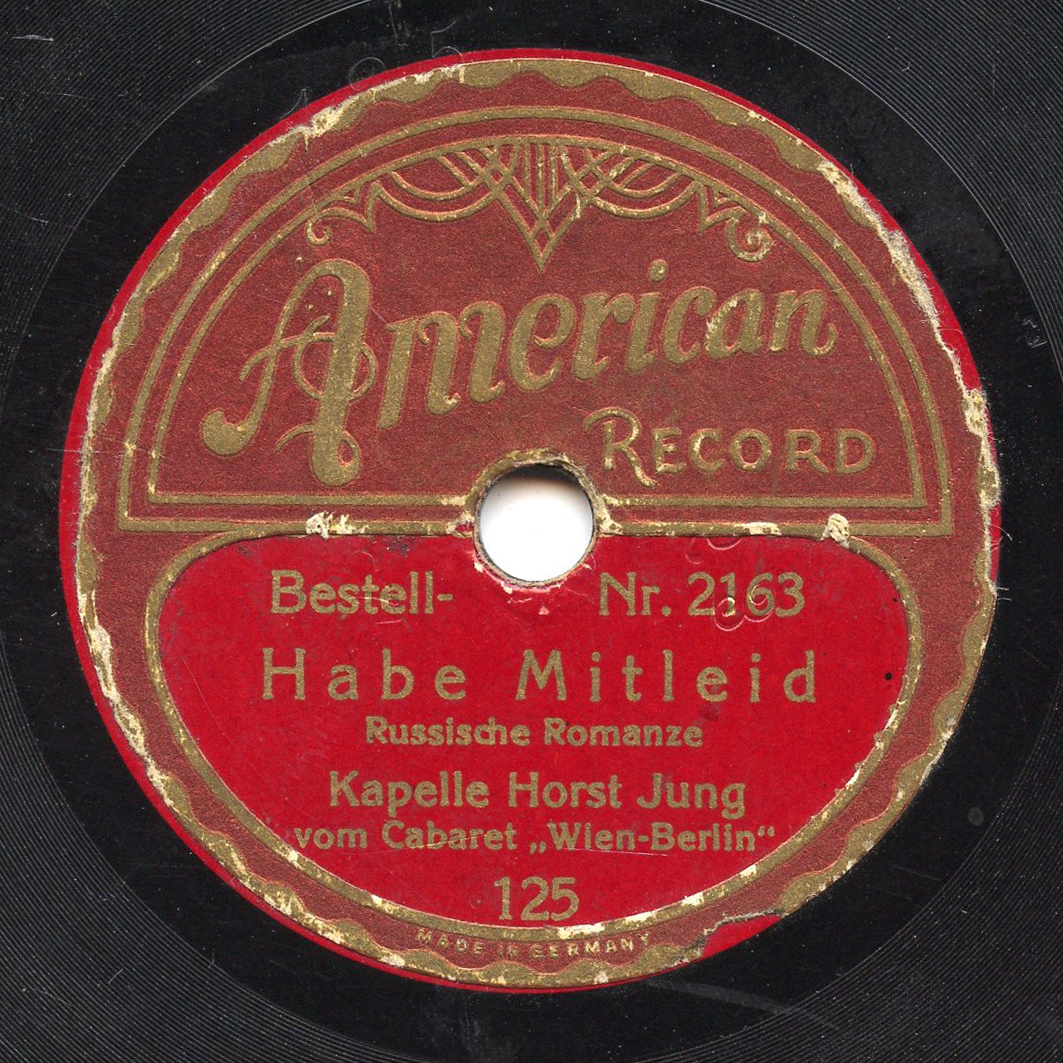 American
RECORD
Bestell- Nr. 2163
Habe Mitleid
Russische Romanze
Kapelle Horst Jung
vom Cabaret „Wien-Berlin“
125
MADE IN GERMANY